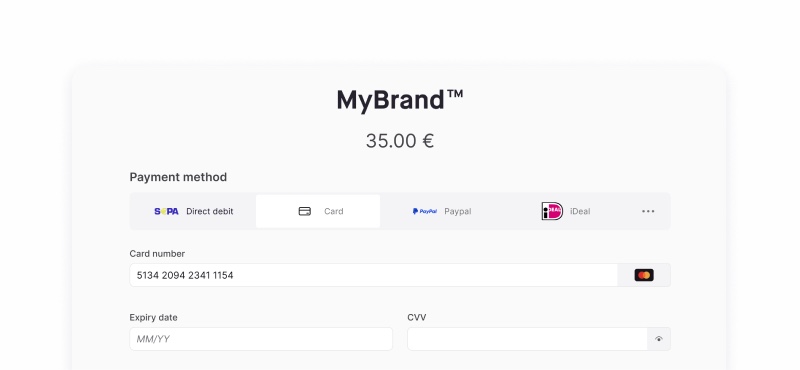 MyBrand™
35.00 €
Payment method
SEPA Direct debit Card PayPal Paypal iDEAL iDeal ...
Card number
5134 2094 2341 1154
Expiry date CVV
MM/YY